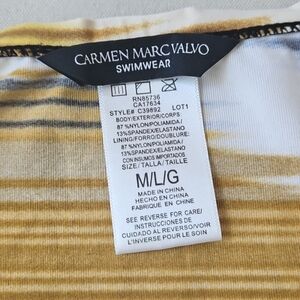 CARMEN MARC VALVO
SWIMWEAR
RN85736
CA17634
STYLE# C39892 LOT1
BODY/EXTERIOR/CORPS
87%NYLON/POLIAMIDA/
13%SPANDEX/ELASTANO
LINING/FORRO/DOUBLURE:
87%NYLON/POLIAMIDA/
13%SPANDEX/ELASTANO
CON INSUMOS IMPORTADOS
SIZE/TALLA/TAILLE
M/L/G
MADE IN CHINA
HECHO EN CHINA
FABRIQUE EN CHINE
SEE REVERSE FOR CARE/
INSTRUCCIONES DE
CUIDADO AL REVERSO/VOIR
L'INVERSE POUR LE SOIN